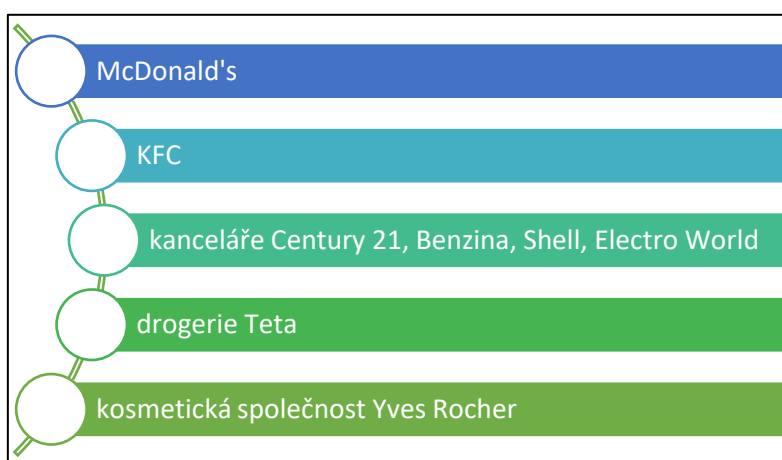 McDonald's
KFC
kanceláře Century 21, Benzina, Shell, Electro World
drogerie Teta
kosmetická společnost Yves Rocher